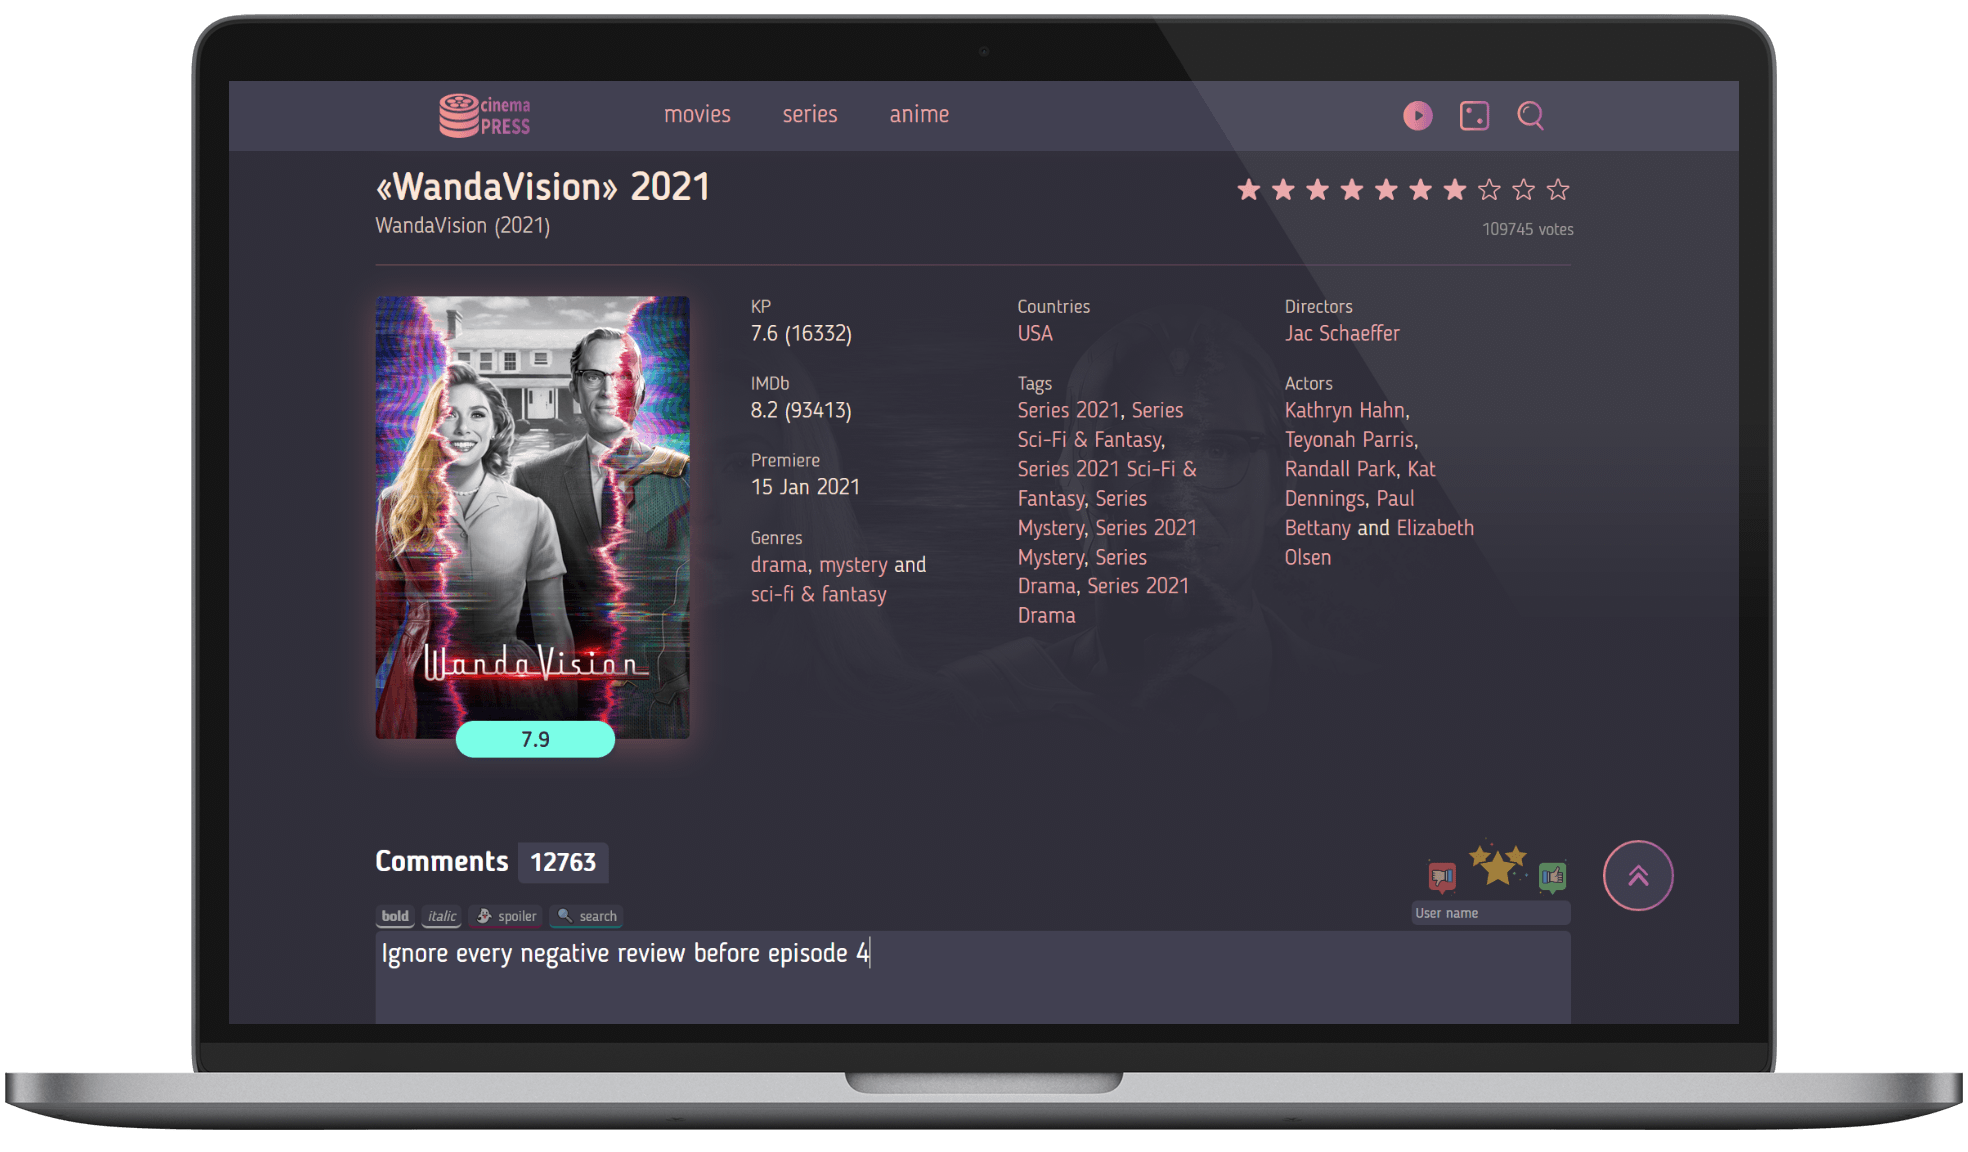 cinema
PRESS
movies series anime
«WandaVision» 2021
WandaVision (2021)
109745 votes
WandaVision
7.9
KP
7.6 (16332)
IMDb
8.2 (93413)
Premiere
15 Jan 2021
Genres
drama, mystery and
sci-fi & fantasy
Countries
USA
Tags
Series 2021, Series
Sci-Fi & Fantasy,
Series 2021 Sci-Fi &
Fantasy, Series
Mystery, Series 2021
Mystery, Series
Drama, Series 2021
Drama
Directors
Jac Schaeffer
Actors
Kathryn Hahn,
Teyonah Parris,
Randall Park, Kat
Dennings, Paul
Bettany and Elizabeth
Olsen
Comments 12763
bold italic spoiler search
User name
Ignore every negative review before episode 4